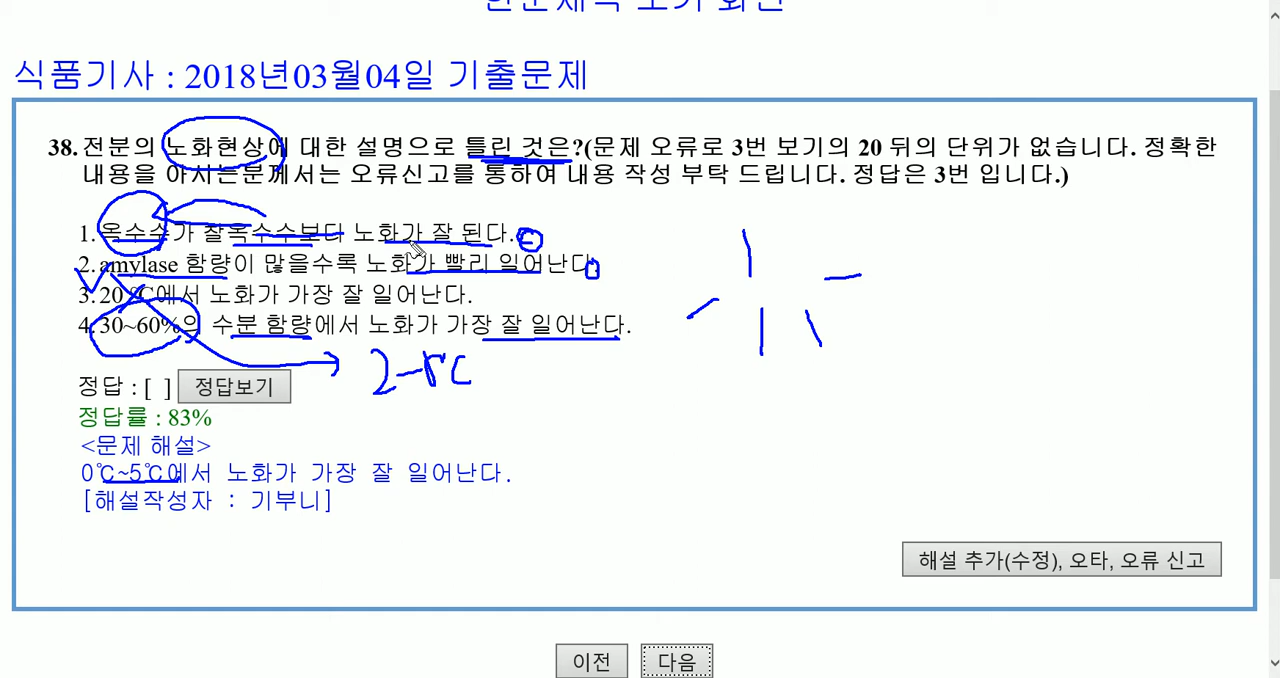 식품기사 : 2018년03월04일 기출문제
38. 전분의 노화현상에 대한 설명으로 틀린 것은?(문제 오류로 3번 보기의 20 뒤의 단위가 없습니다. 정확한
내용을 아시는분께서는 오류신고를 통하여 내용 작성 부탁 드립니다. 정답은 3번 입니다.)
1. 옥수수가 찰옥수수보다 노화가 잘 된다.
2. amylase 함량이 많을수록 노화가 빨리 일어난다.
3. 20 ℃에서 노화가 가장 잘 일어난다.
4. 30~60%의 수분 함량에서 노화가 가장 잘 일어난다.
정답 : [ ] 정답보기
정답률 : 83%
<문제 해설>
0℃~5℃에서 노화가 가장 잘 일어난다.
[해설작성자 : 기부니]
해설 추가(수정), 오타, 오류 신고
이전 다음